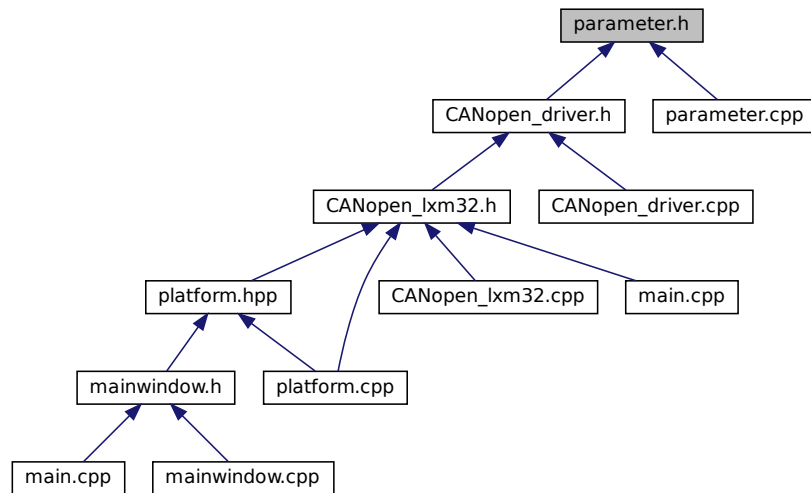 parameter.h
CANopen_driver.h
parameter.cpp
CANopen_lxm32.h
CANopen_driver.cpp
platform.hpp
CANopen_lxm32.cpp
main.cpp
mainwindow.h
platform.cpp
main.cpp
mainwindow.cpp